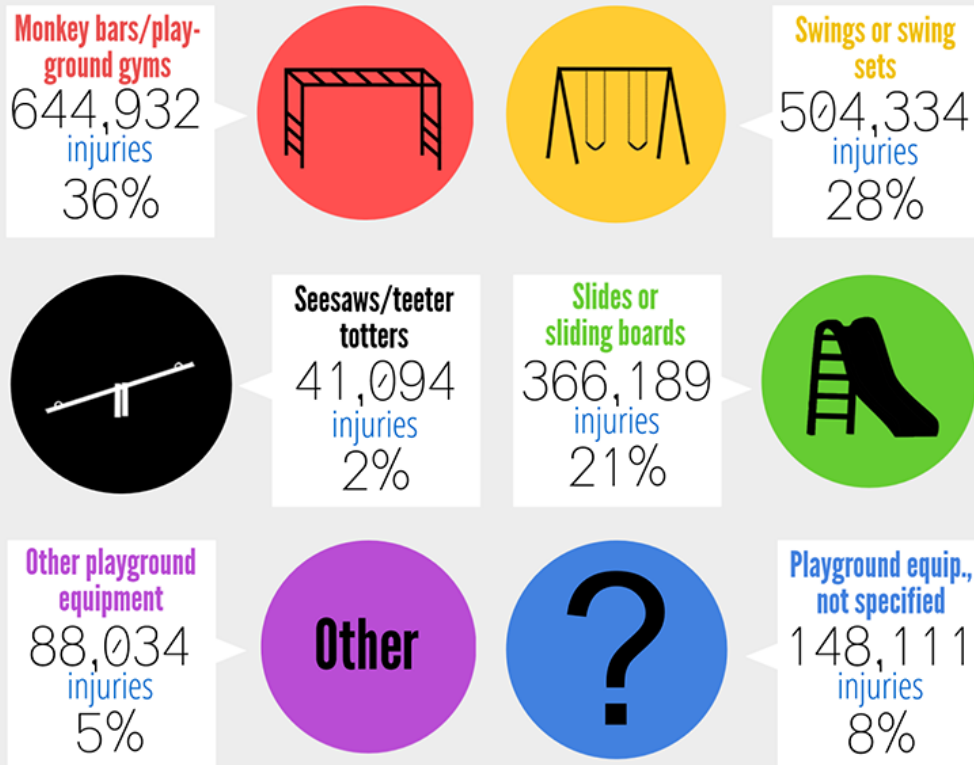 Monkey bars/play-
ground gyms
644,932
injuries
36%
Swings or swing
sets
504,334
injuries
28%
Seesaws/teeter
totters
41,094
injuries
2%
Slides or
sliding boards
366,189
injuries
21%
Other playground
equipment
88,034
injuries
5%
Other
?
Playground equip.,
not specified
148,111
injuries
8%